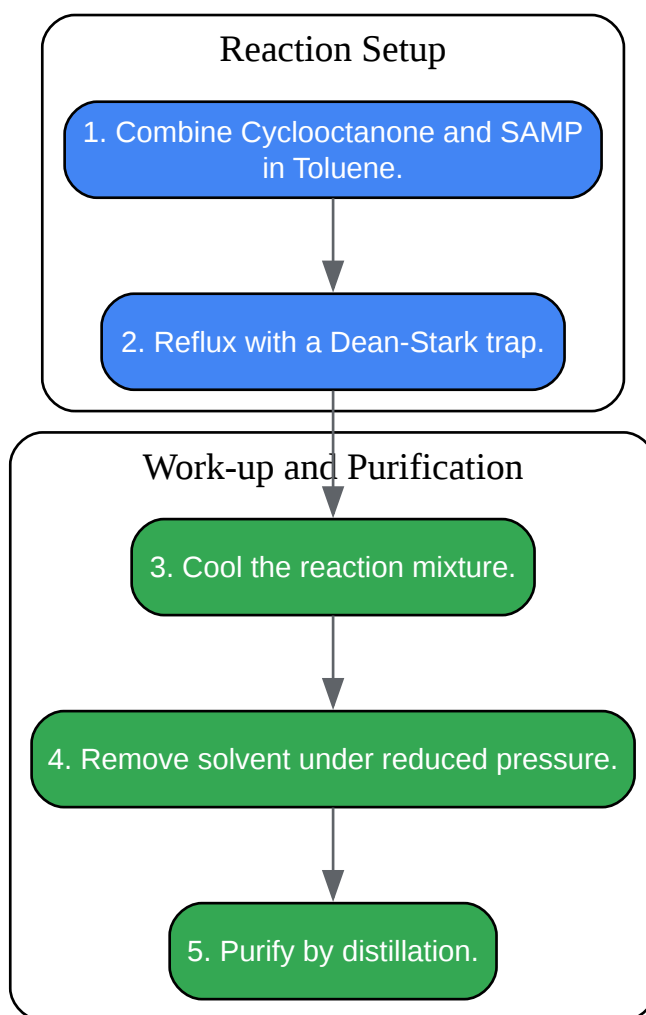 Reaction Setup
1. Combine Cyclooctanone and SAMP
in Toluene.
2. Reflux with a Dean-Stark trap.
Work-up and Purification
3. Cool the reaction mixture.
4. Remove solvent under reduced pressure.
5. Purify by distillation.